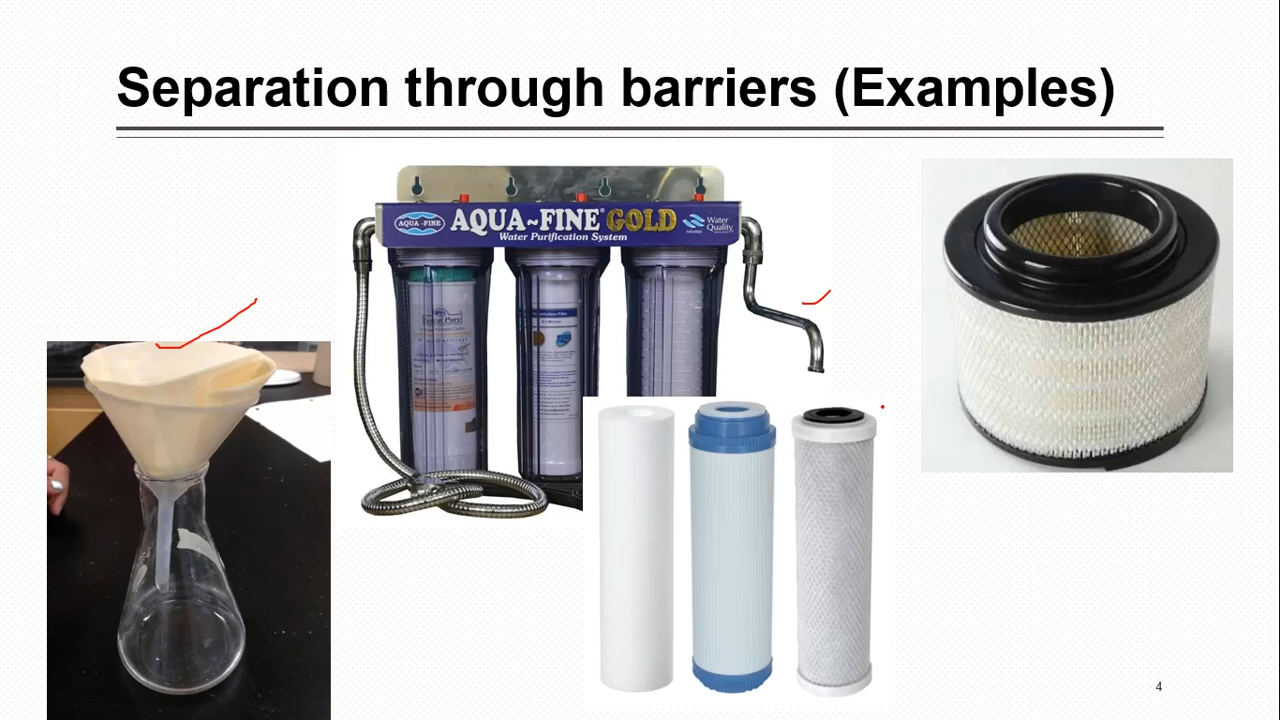 Separation through barriers (Examples)
AQUA-FINE
AQUA~FINE GOLD
Water Purification System
Water
Quality
4